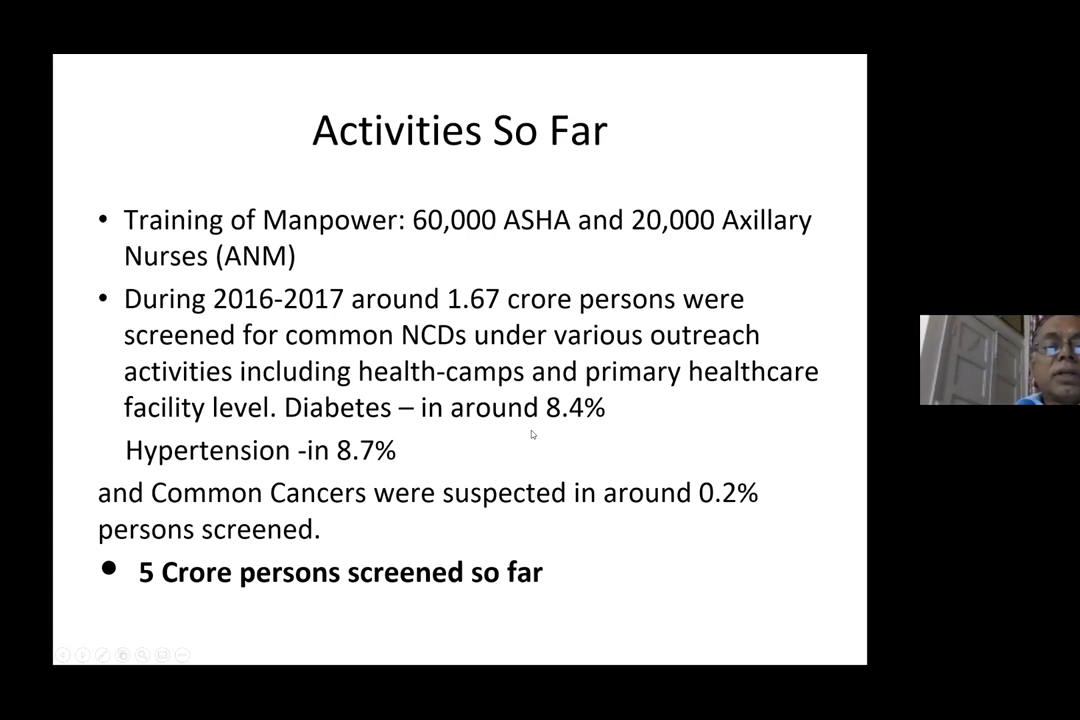 Activities So Far
• Training of Manpower: 60,000 ASHA and 20,000 Axillary
Nurses (ANM)
• During 2016-2017 around 1.67 crore persons were
screened for common NCDs under various outreach
activities including health-camps and primary healthcare
facility level. Diabetes – in around 8.4%
Hypertension -in 8.7%
and Common Cancers were suspected in around 0.2%
persons screened.
• 5 Crore persons screened so far